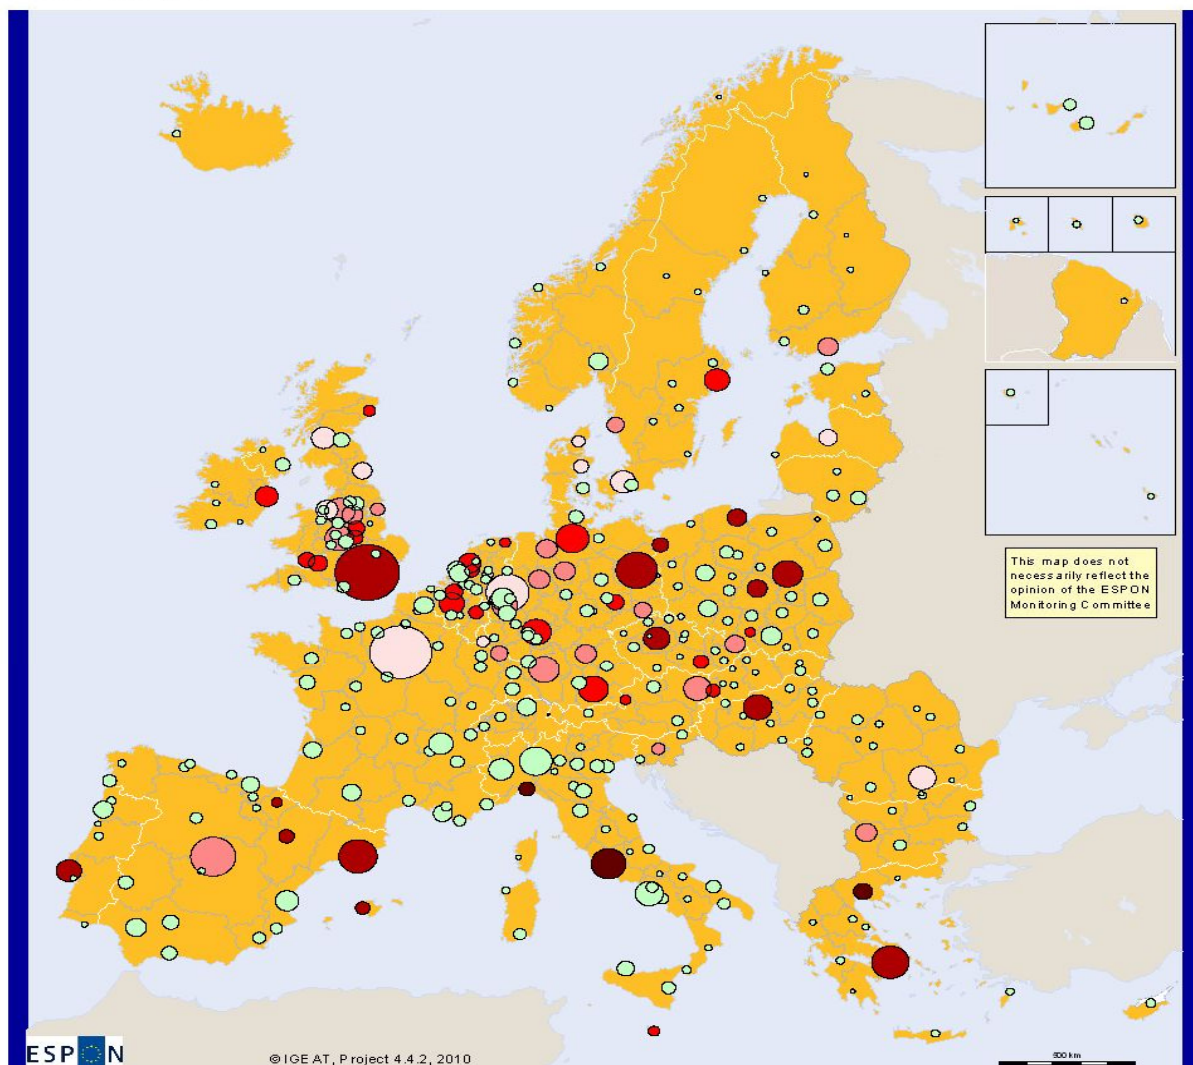 This map does not
necessarily reflect the
opinion of the ESPON
Monitoring Committee
ESPON
© IGEAT, Project 4.4.2, 2010
500 km